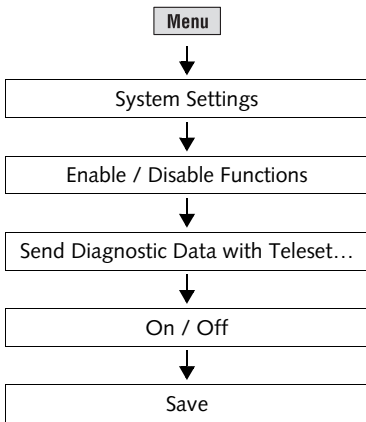 Menu
System Settings
Enable / Disable Functions
Send Diagnostic Data with Teleset…
On / Off
Save